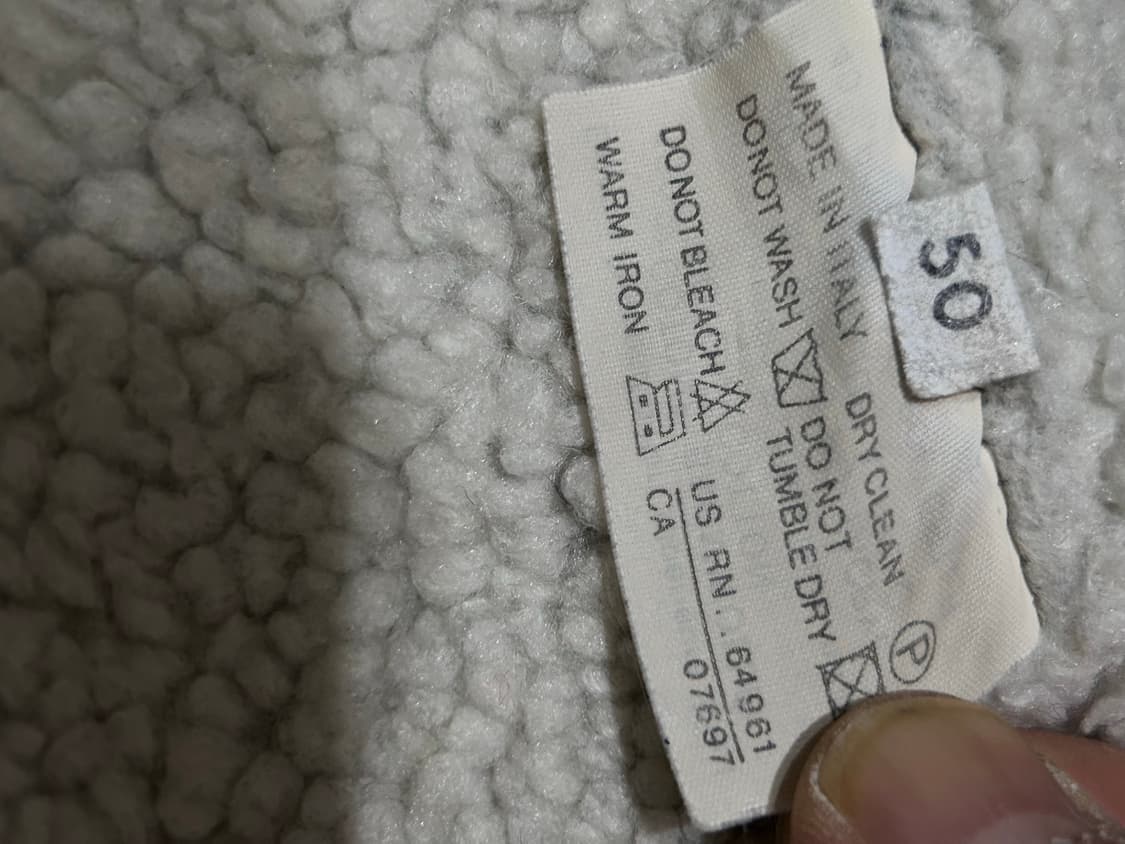 50
MADE IN ITALY DRY CLEAN P
DO NOT WASH DO NOT
TUMBLE DRY
DO NOT BLEACH US RN.. 64961
WARM IRON CA 07697